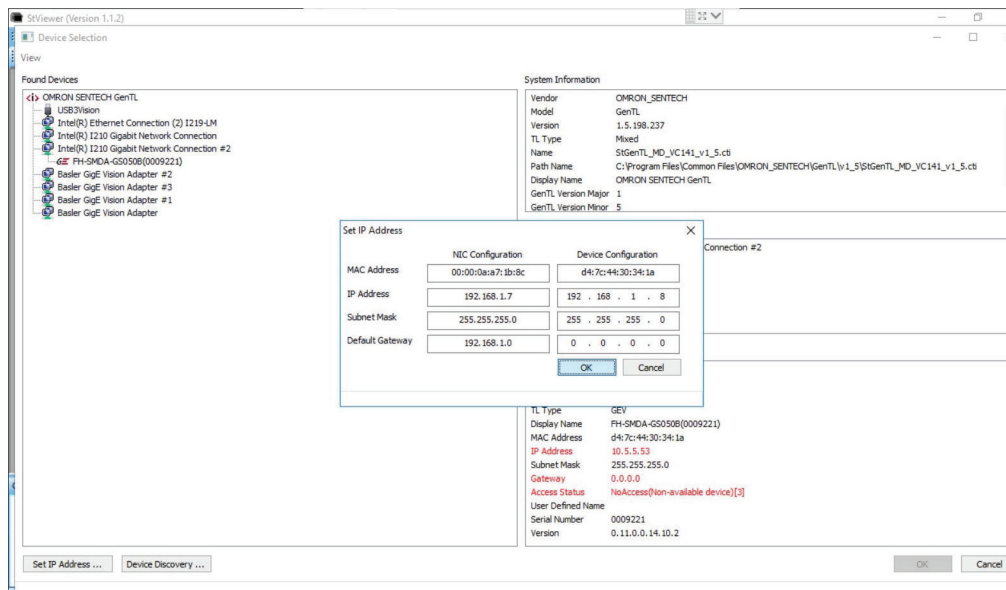 StViewer (Version 1.1.2)
Device Selection
View
Found Devices
OMRON SENTECH GenTL
USB3Vision
Intel(R) Ethernet Connection (2) I219-LM
Intel(R) I210 Gigabit Network Connection
Intel(R) I210 Gigabit Network Connection #2
FH-SMDA-GS050B(0009221)
Basler GigE Vision Adapter #2
Basler GigE Vision Adapter #3
Basler GigE Vision Adapter #1
Basler GigE Vision Adapter
System Information
Vendor OMRON_SENTECH
Model GenTL
Version 1.5.198.237
TL Type Mixed
Name StGenTL_MD_VC141_v1_5.cti
Path Name C:\Program Files\Common Files\OMRON_SENTECH\GenTL\v1_5\StGenTL_MD_VC141_v1_5.cti
Display Name OMRON SENTECH GenTL
GenTL Version Major 1
GenTL Version Minor 5
Connection #2
Set IP Address
NIC Configuration Device Configuration
MAC Address 00:00:0a:a7:1b:8c d4:7c:44:30:34:1a
IP Address 192.168.1.7 192 . 168 . 1 . 8
Subnet Mask 255.255.255.0 255 . 255 . 255 . 0
Default Gateway 192.168.1.0 0 . 0 . 0 . 0
OK Cancel
TL Type GEV
Display Name FH-SMDA-GS050B(0009221)
MAC Address d4:7c:44:30:34:1a
IP Address 10.5.5.53
Subnet Mask 255.255.255.0
Gateway 0.0.0.0
Access Status NoAccess(Non-available device)[3]
User Defined Name
Serial Number 0009221
Version 0.11.0.0.14.10.2
Set IP Address ... Device Discovery ... OK Cancel